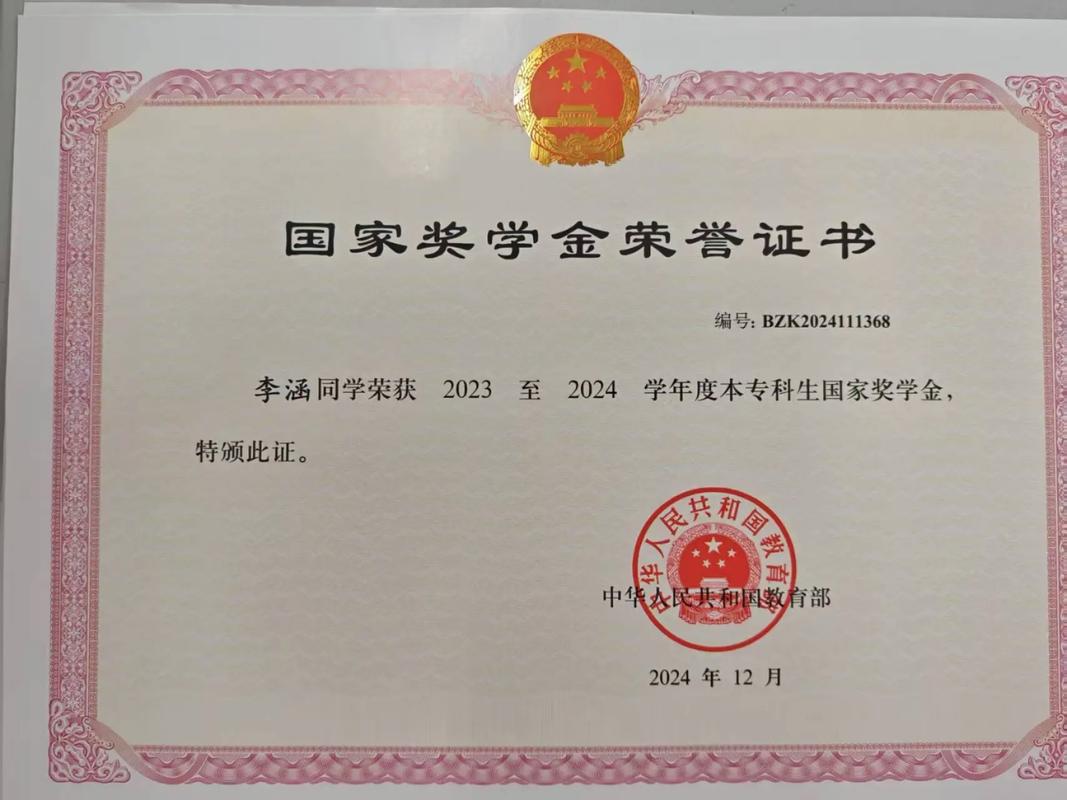 国家奖学金荣誉证书
编号: BZK2024111368
李涵同学荣获 2023 至 2024 学年度本专科生国家奖学金,
特颁此证。
中华人民共和国教育部
中华人民共和国教育部
2024 年 12 月